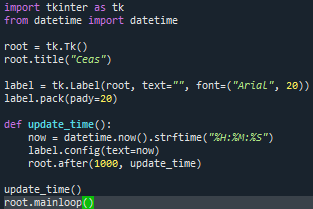 import tkinter as tk
from datetime import datetime

root = tk.Tk()
root.title("Ceas")

label = tk.Label(root, text="", font=("Arial", 20))
label.pack(pady=20)

def update_time():
    now = datetime.now().strftime("%H:%M:%S")
    label.config(text=now)
    root.after(1000, update_time)

update_time()
root.mainloop()